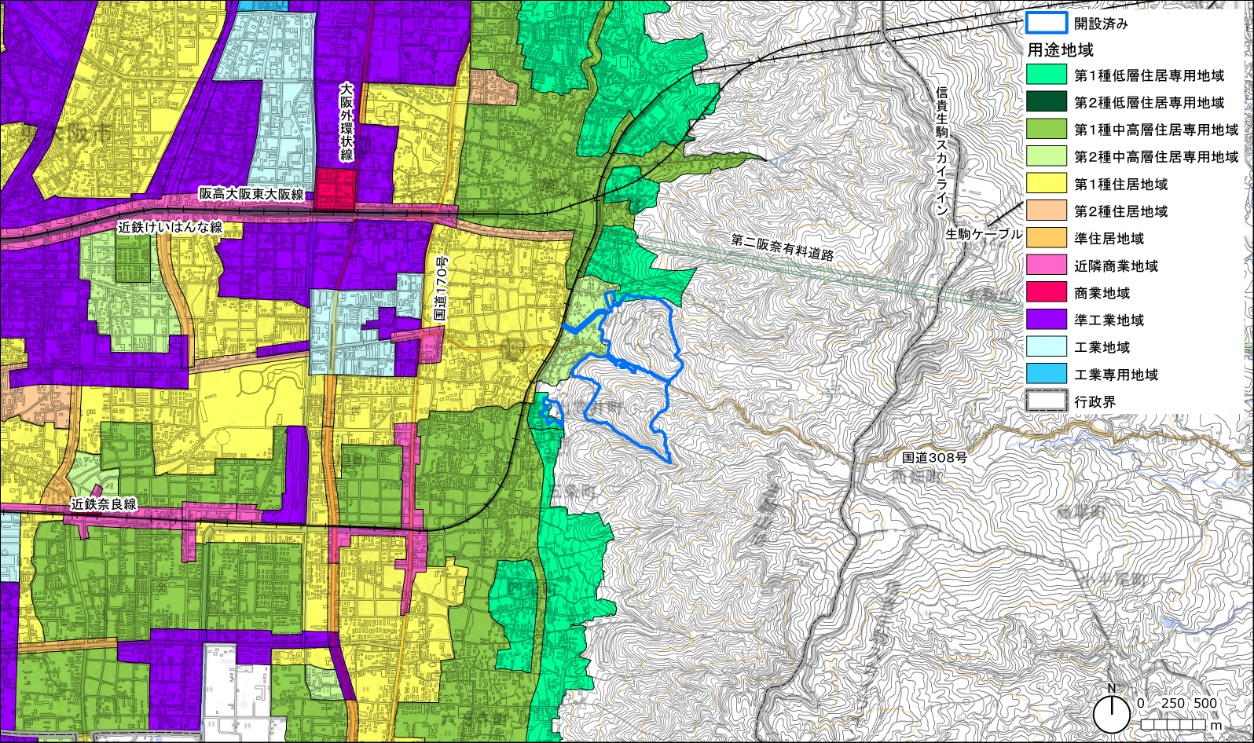 開設済み
用途地域
第1種低層住居専用地域
第2種低層住居専用地域
第1種中高層住居専用地域
第2種中高層住居専用地域
第1種住居地域
第2種住居地域
準住居地域
近隣商業地域
商業地域
準工業地域
工業地域
工業専用地域
行政界
大阪外環状線
信貴生駒スカイライン
阪高大阪東大阪線
近鉄けいはんな線
生駒ケーブル
第二阪奈有料道路
国道170号
国道308号
近鉄奈良線
N
0 250 500
m